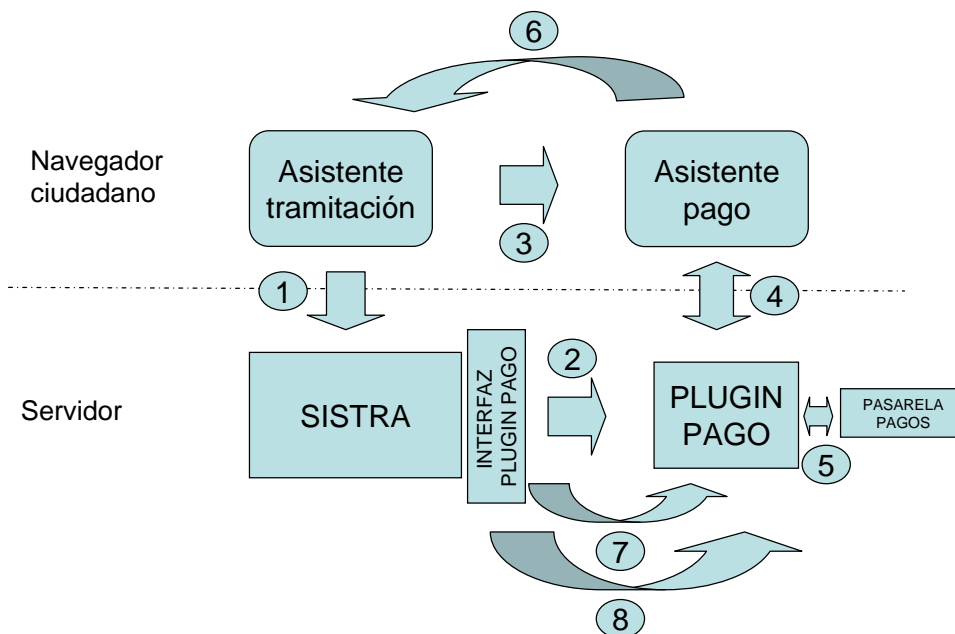 6
Navegador
ciudadano
Asistente
tramitación
3
Asistente
pago
1
4
Servidor
SISTRA
INTERFAZ
PLUGIN PAGO
2
PLUGIN
PAGO
PASARELA
PAGOS
5
7
8